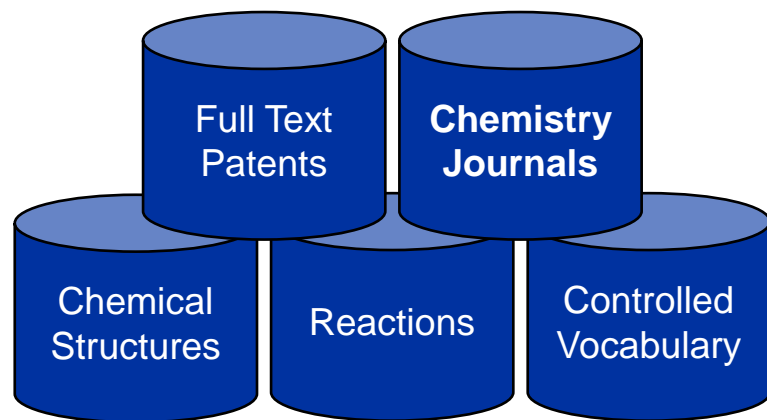 Full Text
Patents
Chemistry
Journals
Chemical
Structures
Reactions
Controlled
Vocabulary